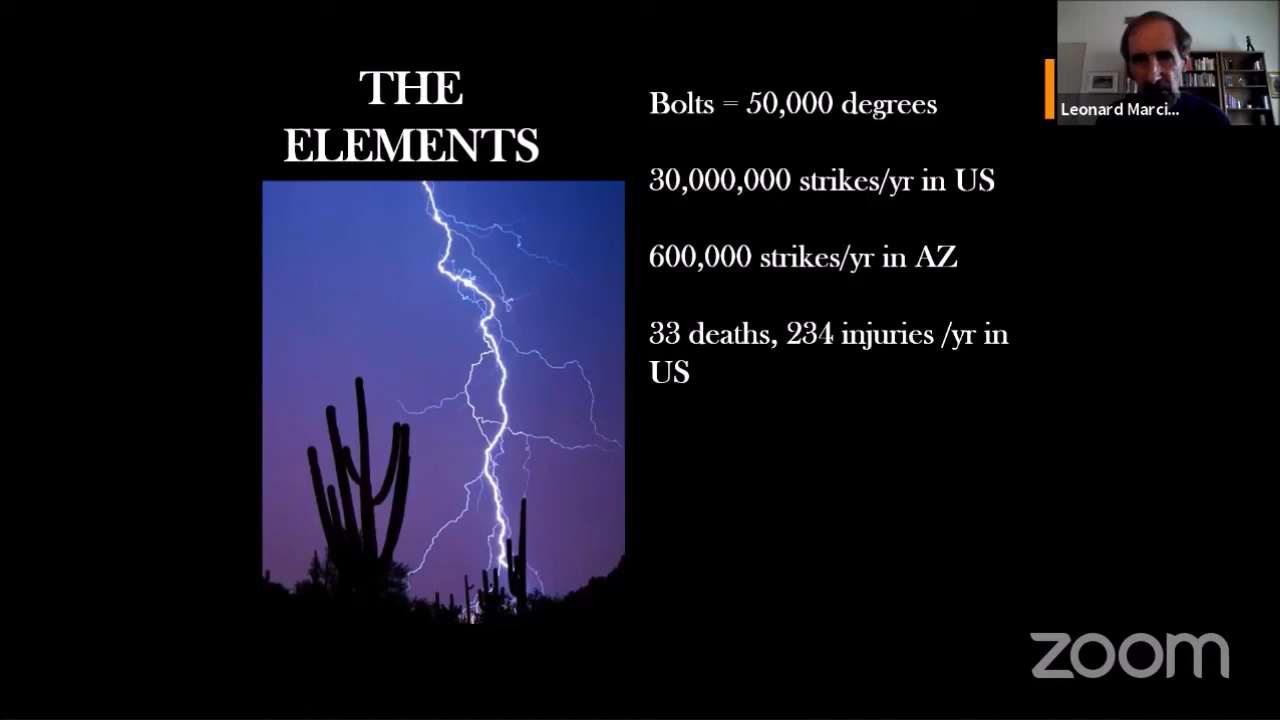 THE
ELEMENTS
Bolts = 50,000 degrees
30,000,000 strikes/yr in US
600,000 strikes/yr in AZ
33 deaths, 234 injuries /yr in
US
Leonard Marci...
zoom